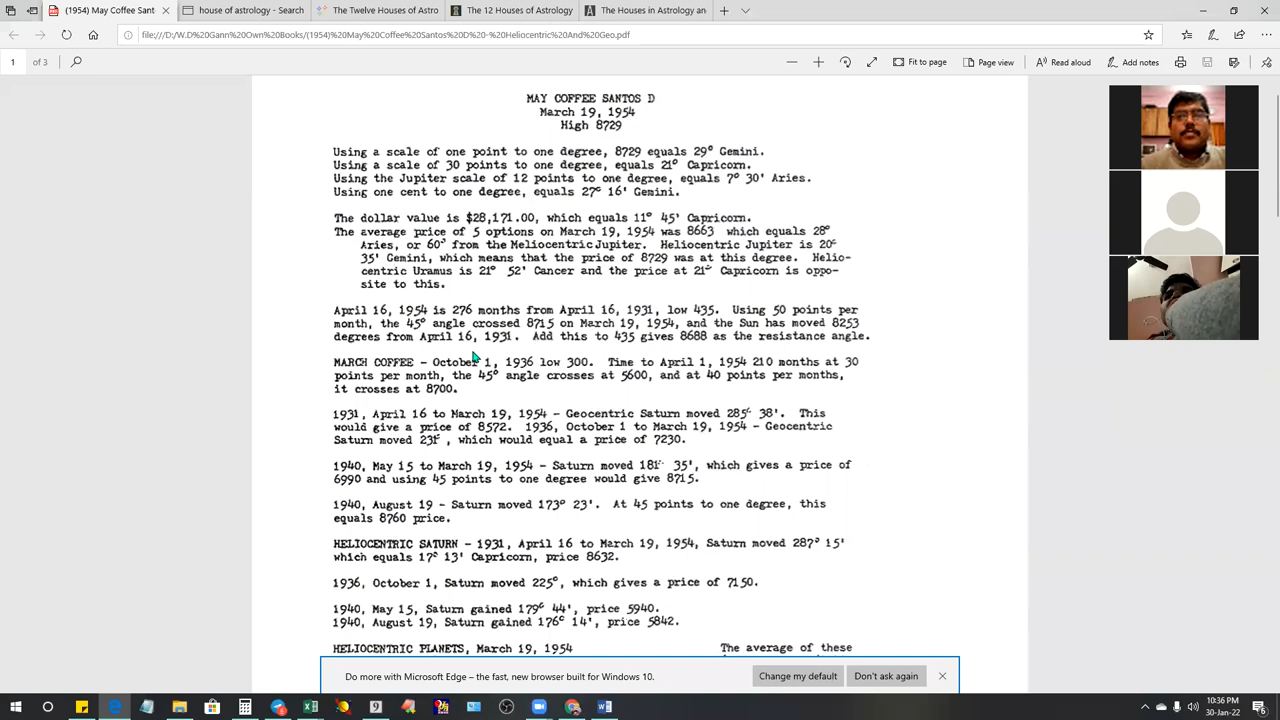 (1954) May Coffee Sant
house of astrology - Search
The Twelve Houses of Astro
The 12 Houses of Astrology
The Houses in Astrology an
file:///D:/W.D%20Gann%20Own%20Books/(1954)%20May%20Coffee%20Santos%20D%20-%20Heliocentric%20And%20Geo.pdf
1 of 3
Fit to page
Page view
Read aloud
Add notes
MAY COFFEE SANTOS D
March 19, 1954
High 8729
Using a scale of one point to one degree, 8729 equals 29° Gemini.
Using a scale of 30 points to one degree, equals 21° Capricorn.
Using the Jupiter scale of 12 points to one degree, equals 7° 30' Aries.
Using one cent to one degree, equals 27° 16' Gemini.
The dollar value is $28,171.00, which equals 11° 45' Capricorn.
The average price of 5 options on March 19, 1954 was 8663 which equals 28°
Aries, or 60° from the Meliocentric Jupiter. Heliocentric Jupiter is 20°
35' Gemini, which means that the price of 8729 was at this degree. Helio-
centric Uramus is 21° 52' Cancer and the price at 21° Capricorn is oppo-
site to this.
April 16, 1954 is 276 months from April 16, 1931, low 435. Using 50 points per
month, the 45° angle crossed 8715 on March 19, 1954, and the Sun has moved 8253
degrees from April 16, 1931. Add this to 435 gives 8688 as the resistance angle.
MARCH COFFEE - October 1, 1936 low 300. Time to April 1, 1954 210 months at 30
points per month, the 45° angle crosses at 5600, and at 40 points per months,
it crosses at 8700.
1931, April 16 to March 19, 1954 - Geocentric Saturn moved 285° 38'. This
would give a price of 8572. 1936, October 1 to March 19, 1954 - Geocentric
Saturn moved 231°, which would equal a price of 7230.
1940, May 15 to March 19, 1954 - Saturn moved 181° 35', which gives a price of
6990 and using 45 points to one degree would give 8715.
1940, August 19 - Saturn moved 173° 23'. At 45 points to one degree, this
equals 8760 price.
HELIOCENTRIC SATURN - 1931, April 16 to March 19, 1954, Saturn moved 287° 15'
which equals 17° 13' Capricorn, price 8632.
1936, October 1, Saturn moved 225°, which gives a price of 7150.
1940, May 15, Saturn gained 179° 44', price 5940.
1940, August 19, Saturn gained 176° 14', price 5842.
HELIOCENTRIC PLANETS, March 19, 1954
The average of these
Do more with Microsoft Edge – the fast, new browser built for Windows 10.
Change my default
Don't ask again
10:36 PM
30-Jan-22